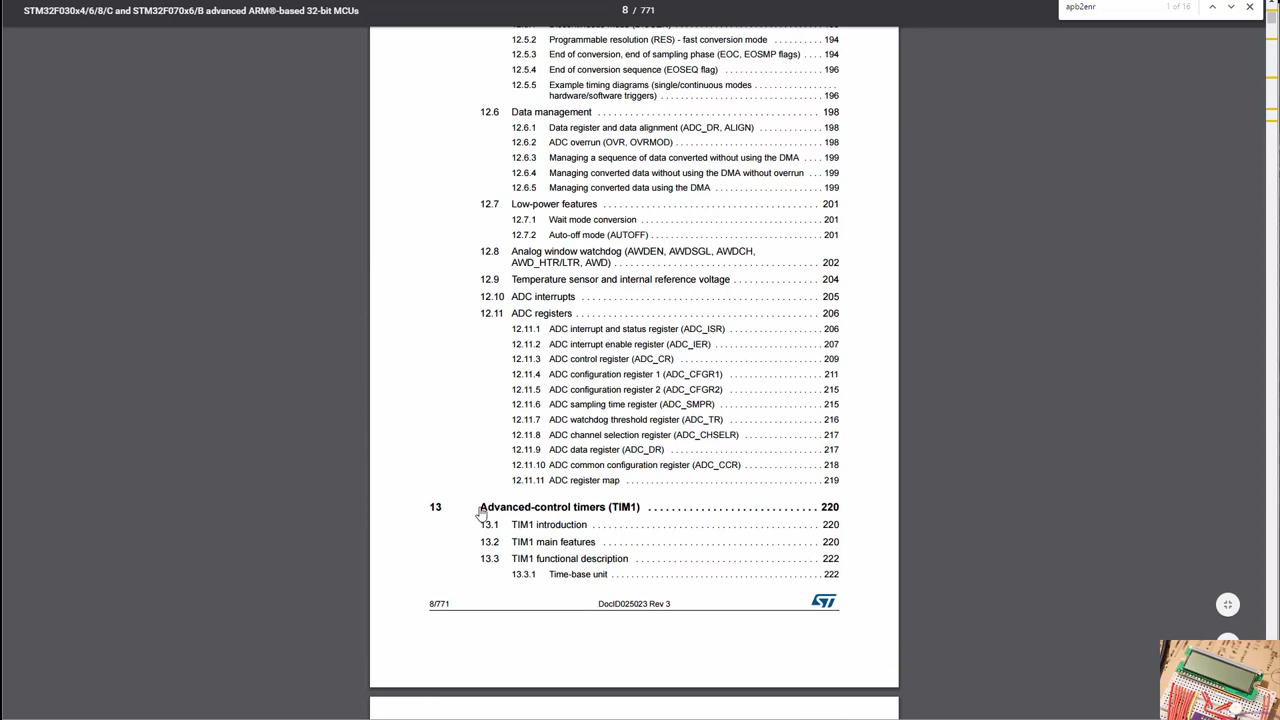 STM32F030x4/6/8/C and STM32F070x6/B advanced ARM®-based 32-bit MCUs
8 / 771
apb2enr
1 of 16
12.5.2 Programmable resolution (RES) - fast conversion mode . . . . . . . . . . 194
12.5.3 End of conversion, end of sampling phase (EOC, EOSMP flags) . . . . 194
12.5.4 End of conversion sequence (EOSEQ flag) . . . . . . . . . . 196
12.5.5 Example timing diagrams (single/continuous modes
hardware/software triggers) . . . . . . . . . . 196
12.6 Data management . . . . . . . . . . 198
12.6.1 Data register and data alignment (ADC_DR, ALIGN) . . . . . . . . . . 198
12.6.2 ADC overrun (OVR, OVRMOD) . . . . . . . . . . 198
12.6.3 Managing a sequence of data converted without using the DMA . . . . 199
12.6.4 Managing converted data without using the DMA without overrun . . . 199
12.6.5 Managing converted data using the DMA . . . . . . . . . . 199
12.7 Low-power features . . . . . . . . . . 201
12.7.1 Wait mode conversion . . . . . . . . . . 201
12.7.2 Auto-off mode (AUTOFF) . . . . . . . . . . 201
12.8 Analog window watchdog (AWDEN, AWDSGL, AWDCH,
AWD_HTR/LTR, AWD) . . . . . . . . . . 202
12.9 Temperature sensor and internal reference voltage . . . . . . . . . . 204
12.10 ADC interrupts . . . . . . . . . . 205
12.11 ADC registers . . . . . . . . . . 206
12.11.1 ADC interrupt and status register (ADC_ISR) . . . . . . . . . . 206
12.11.2 ADC interrupt enable register (ADC_IER) . . . . . . . . . . 207
12.11.3 ADC control register (ADC_CR) . . . . . . . . . . 209
12.11.4 ADC configuration register 1 (ADC_CFGR1) . . . . . . . . . . 211
12.11.5 ADC configuration register 2 (ADC_CFGR2) . . . . . . . . . . 215
12.11.6 ADC sampling time register (ADC_SMPR) . . . . . . . . . . 215
12.11.7 ADC watchdog threshold register (ADC_TR) . . . . . . . . . . 216
12.11.8 ADC channel selection register (ADC_CHSELR) . . . . . . . . . . 217
12.11.9 ADC data register (ADC_DR) . . . . . . . . . . 217
12.11.10 ADC common configuration register (ADC_CCR) . . . . . . . . . . 218
12.11.11 ADC register map . . . . . . . . . . 219
13 Advanced-control timers (TIM1) . . . . . . . . . . 220
13.1 TIM1 introduction . . . . . . . . . . 220
13.2 TIM1 main features . . . . . . . . . . 220
13.3 TIM1 functional description . . . . . . . . . . 222
13.3.1 Time-base unit . . . . . . . . . . 222
8/771
DocID025023 Rev 3
ST